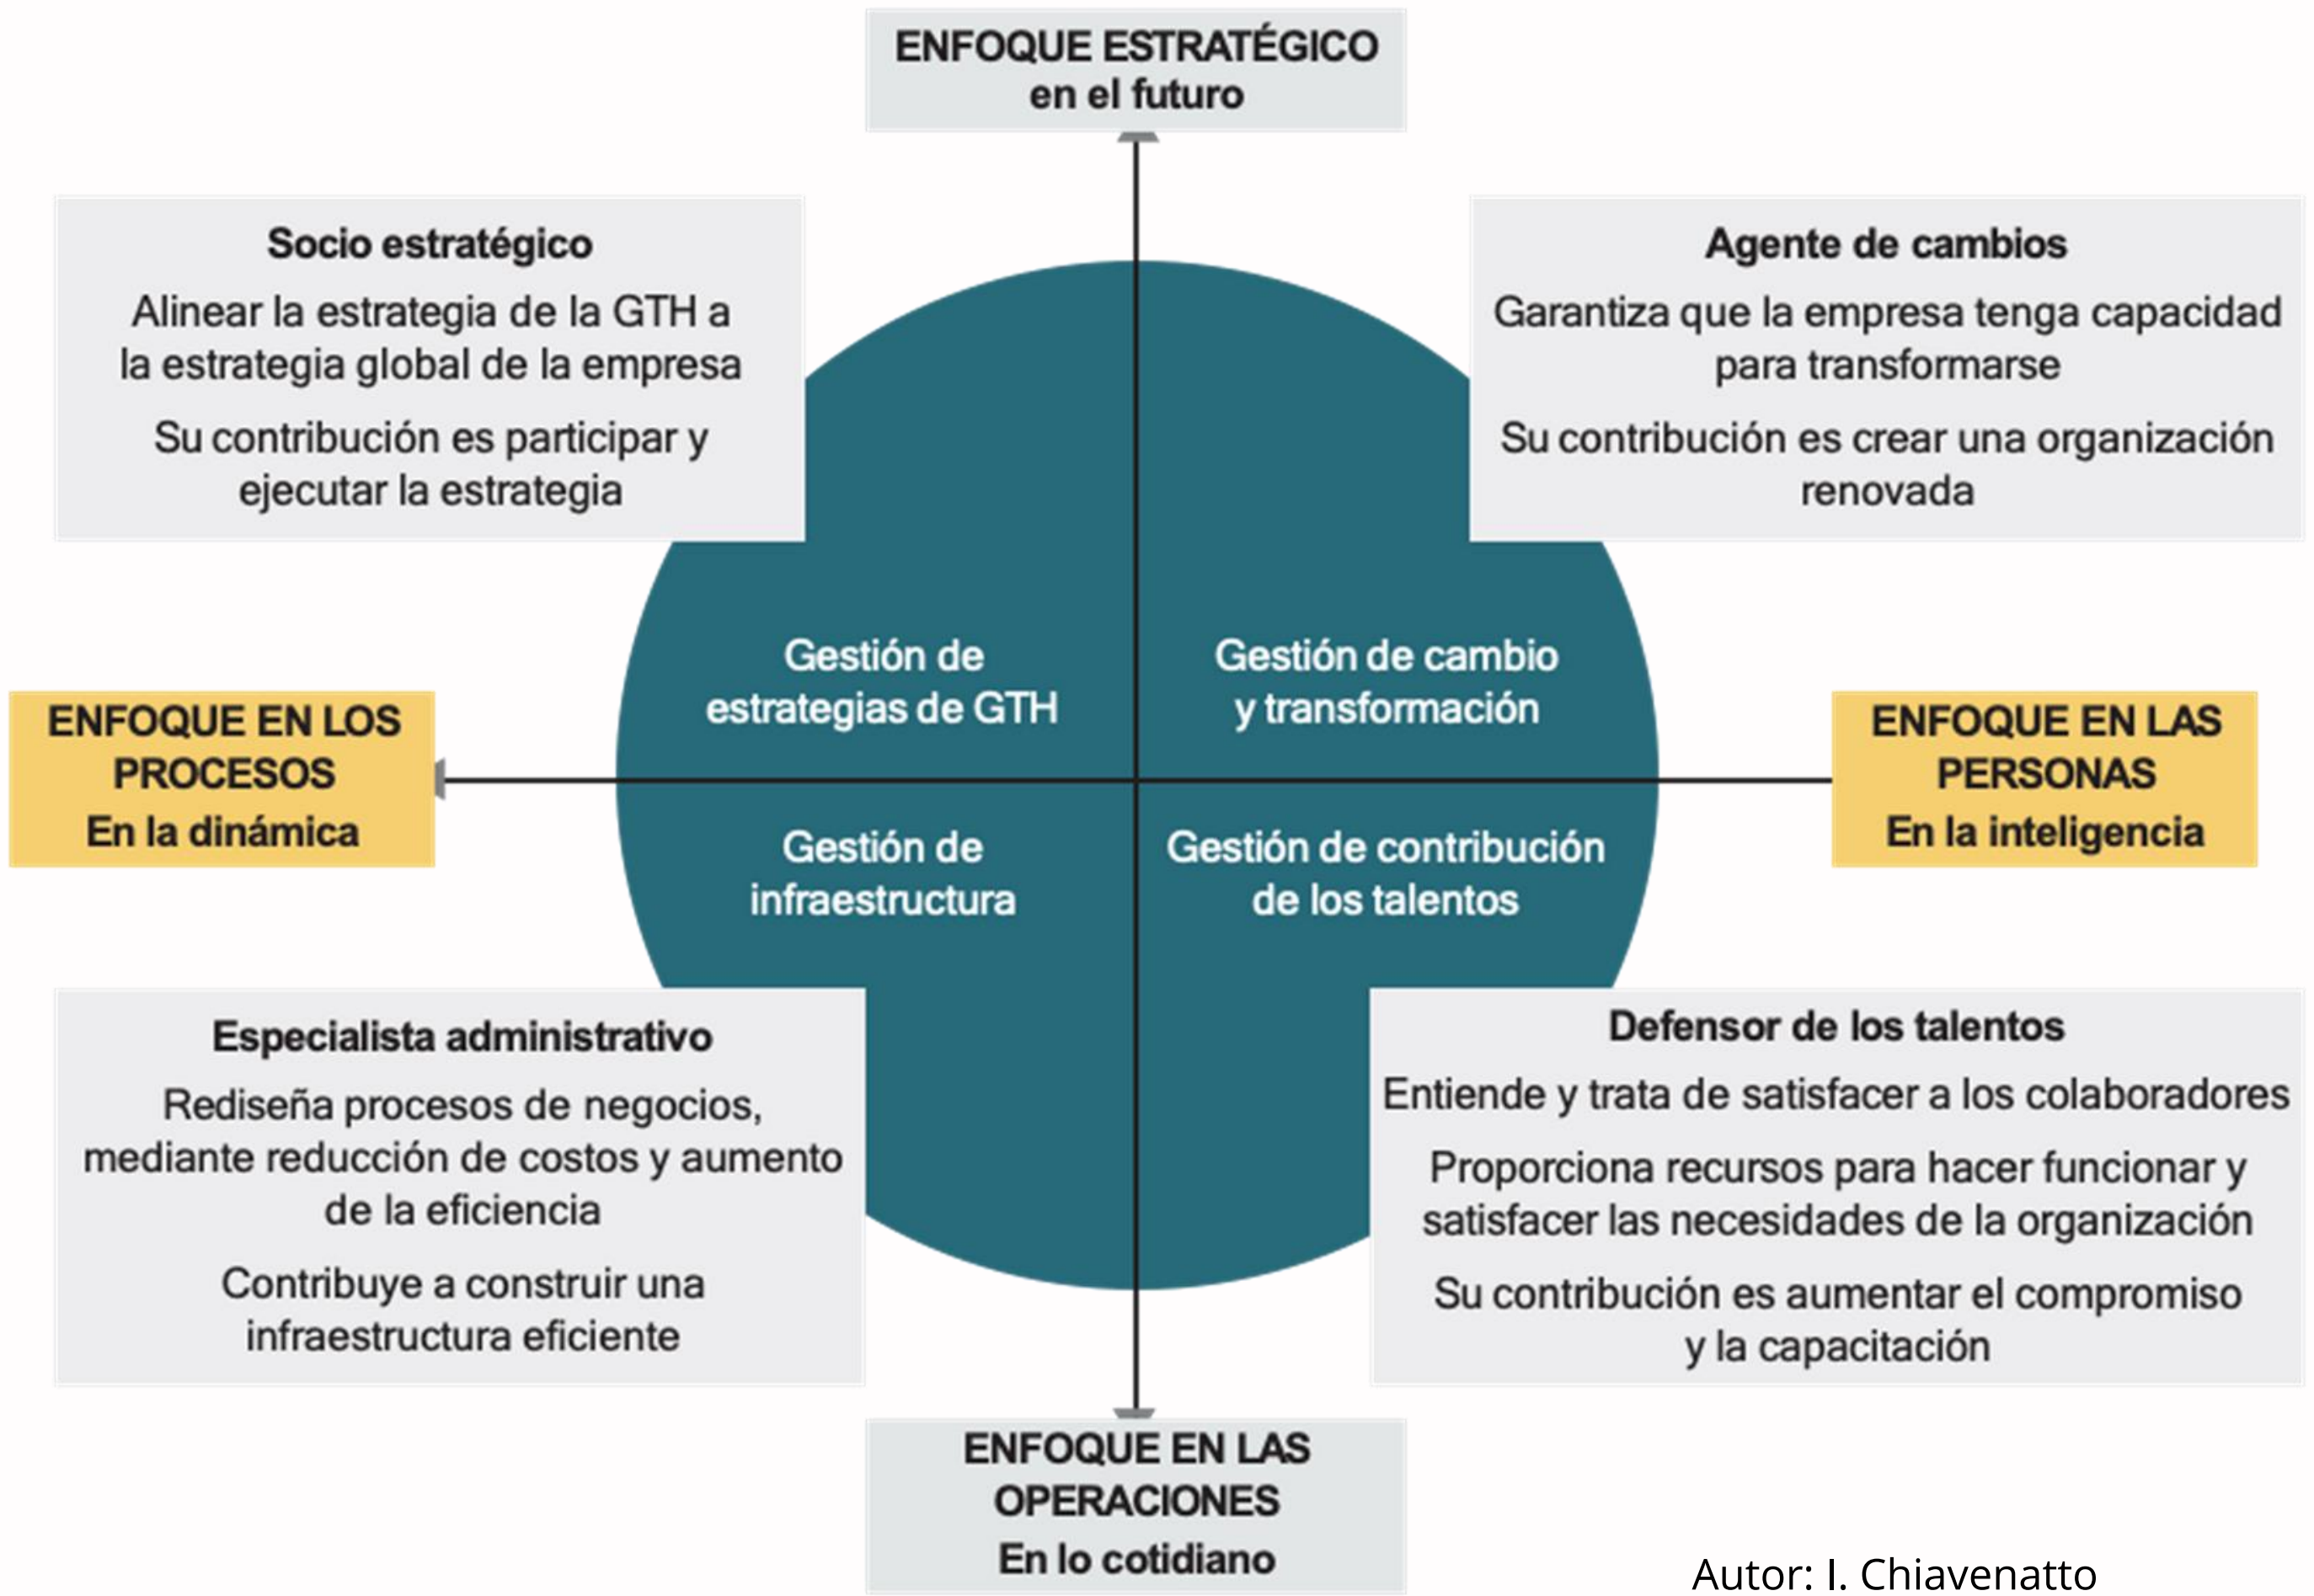 ENFOQUE ESTRATÉGICO
en el futuro
Socio estratégico
Alinear la estrategia de la GTH a
la estrategia global de la empresa
Su contribución es participar y
ejecutar la estrategia
Agente de cambios
Garantiza que la empresa tenga capacidad
para transformarse
Su contribución es crear una organización
renovada
Gestión de
estrategias de GTH
Gestión de cambio
y transformación
ENFOQUE EN LOS
PROCESOS
En la dinámica
ENFOQUE EN LAS
PERSONAS
En la inteligencia
Gestión de
infraestructura
Gestión de contribución
de los talentos
Especialista administrativo
Rediseña procesos de negocios,
mediante reducción de costos y aumento
de la eficiencia
Contribuye a construir una
infraestructura eficiente
Defensor de los talentos
Entiende y trata de satisfacer a los colaboradores
Proporciona recursos para hacer funcionar y
satisfacer las necesidades de la organización
Su contribución es aumentar el compromiso
y la capacitación
ENFOQUE EN LAS
OPERACIONES
En lo cotidiano
Autor: I. Chiavenatto